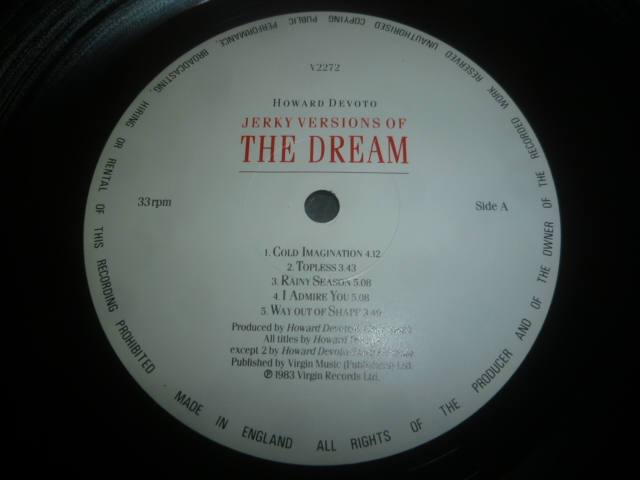 V2272
HOWARD DEVOTO
JERKY VERSIONS OF
THE DREAM
33 rpm
Side A
1. COLD IMAGINATION 4.12
2. TOPLESS 3.43
3. RAINY SEASON 5.08
4. I ADMIRE YOU 5.08
5. WAY OUT OF SHAPE 3.49
Produced by Howard Devoto
All titles by Howard
except 2 by Howard Devoto
Published by Virgin Music (Publishers) Ltd.
℗ 1983 Virgin Records Ltd.
MADE IN ENGLAND ALL RIGHTS OF THE PRODUCER AND OF THE OWNER OF THE RECORDED WORK RESERVED UNAUTHORISED COPYING PUBLIC PERFORMANCE BROADCASTING, HIRING OR RENTAL OF THIS RECORDING PROHIBITED